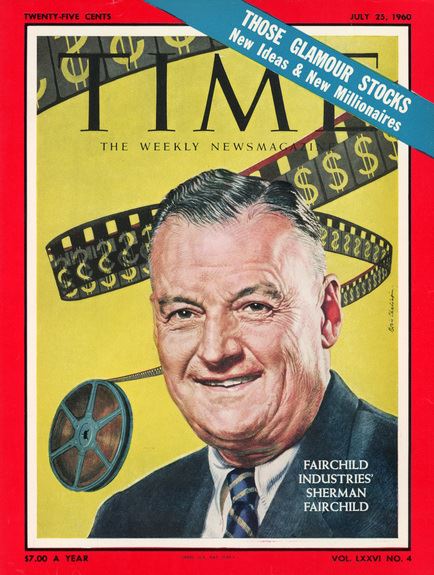 TWENTY-FIVE CENTS
JULY 25, 1960
THOSE GLAMOUR STOCKS
New Ideas & New Millionaires
TIME
THE WEEKLY NEWSMAGAZINE
FAIRCHILD
INDUSTRIES'
SHERMAN
FAIRCHILD
$7.00 A YEAR
VOL. LXXVI NO. 4